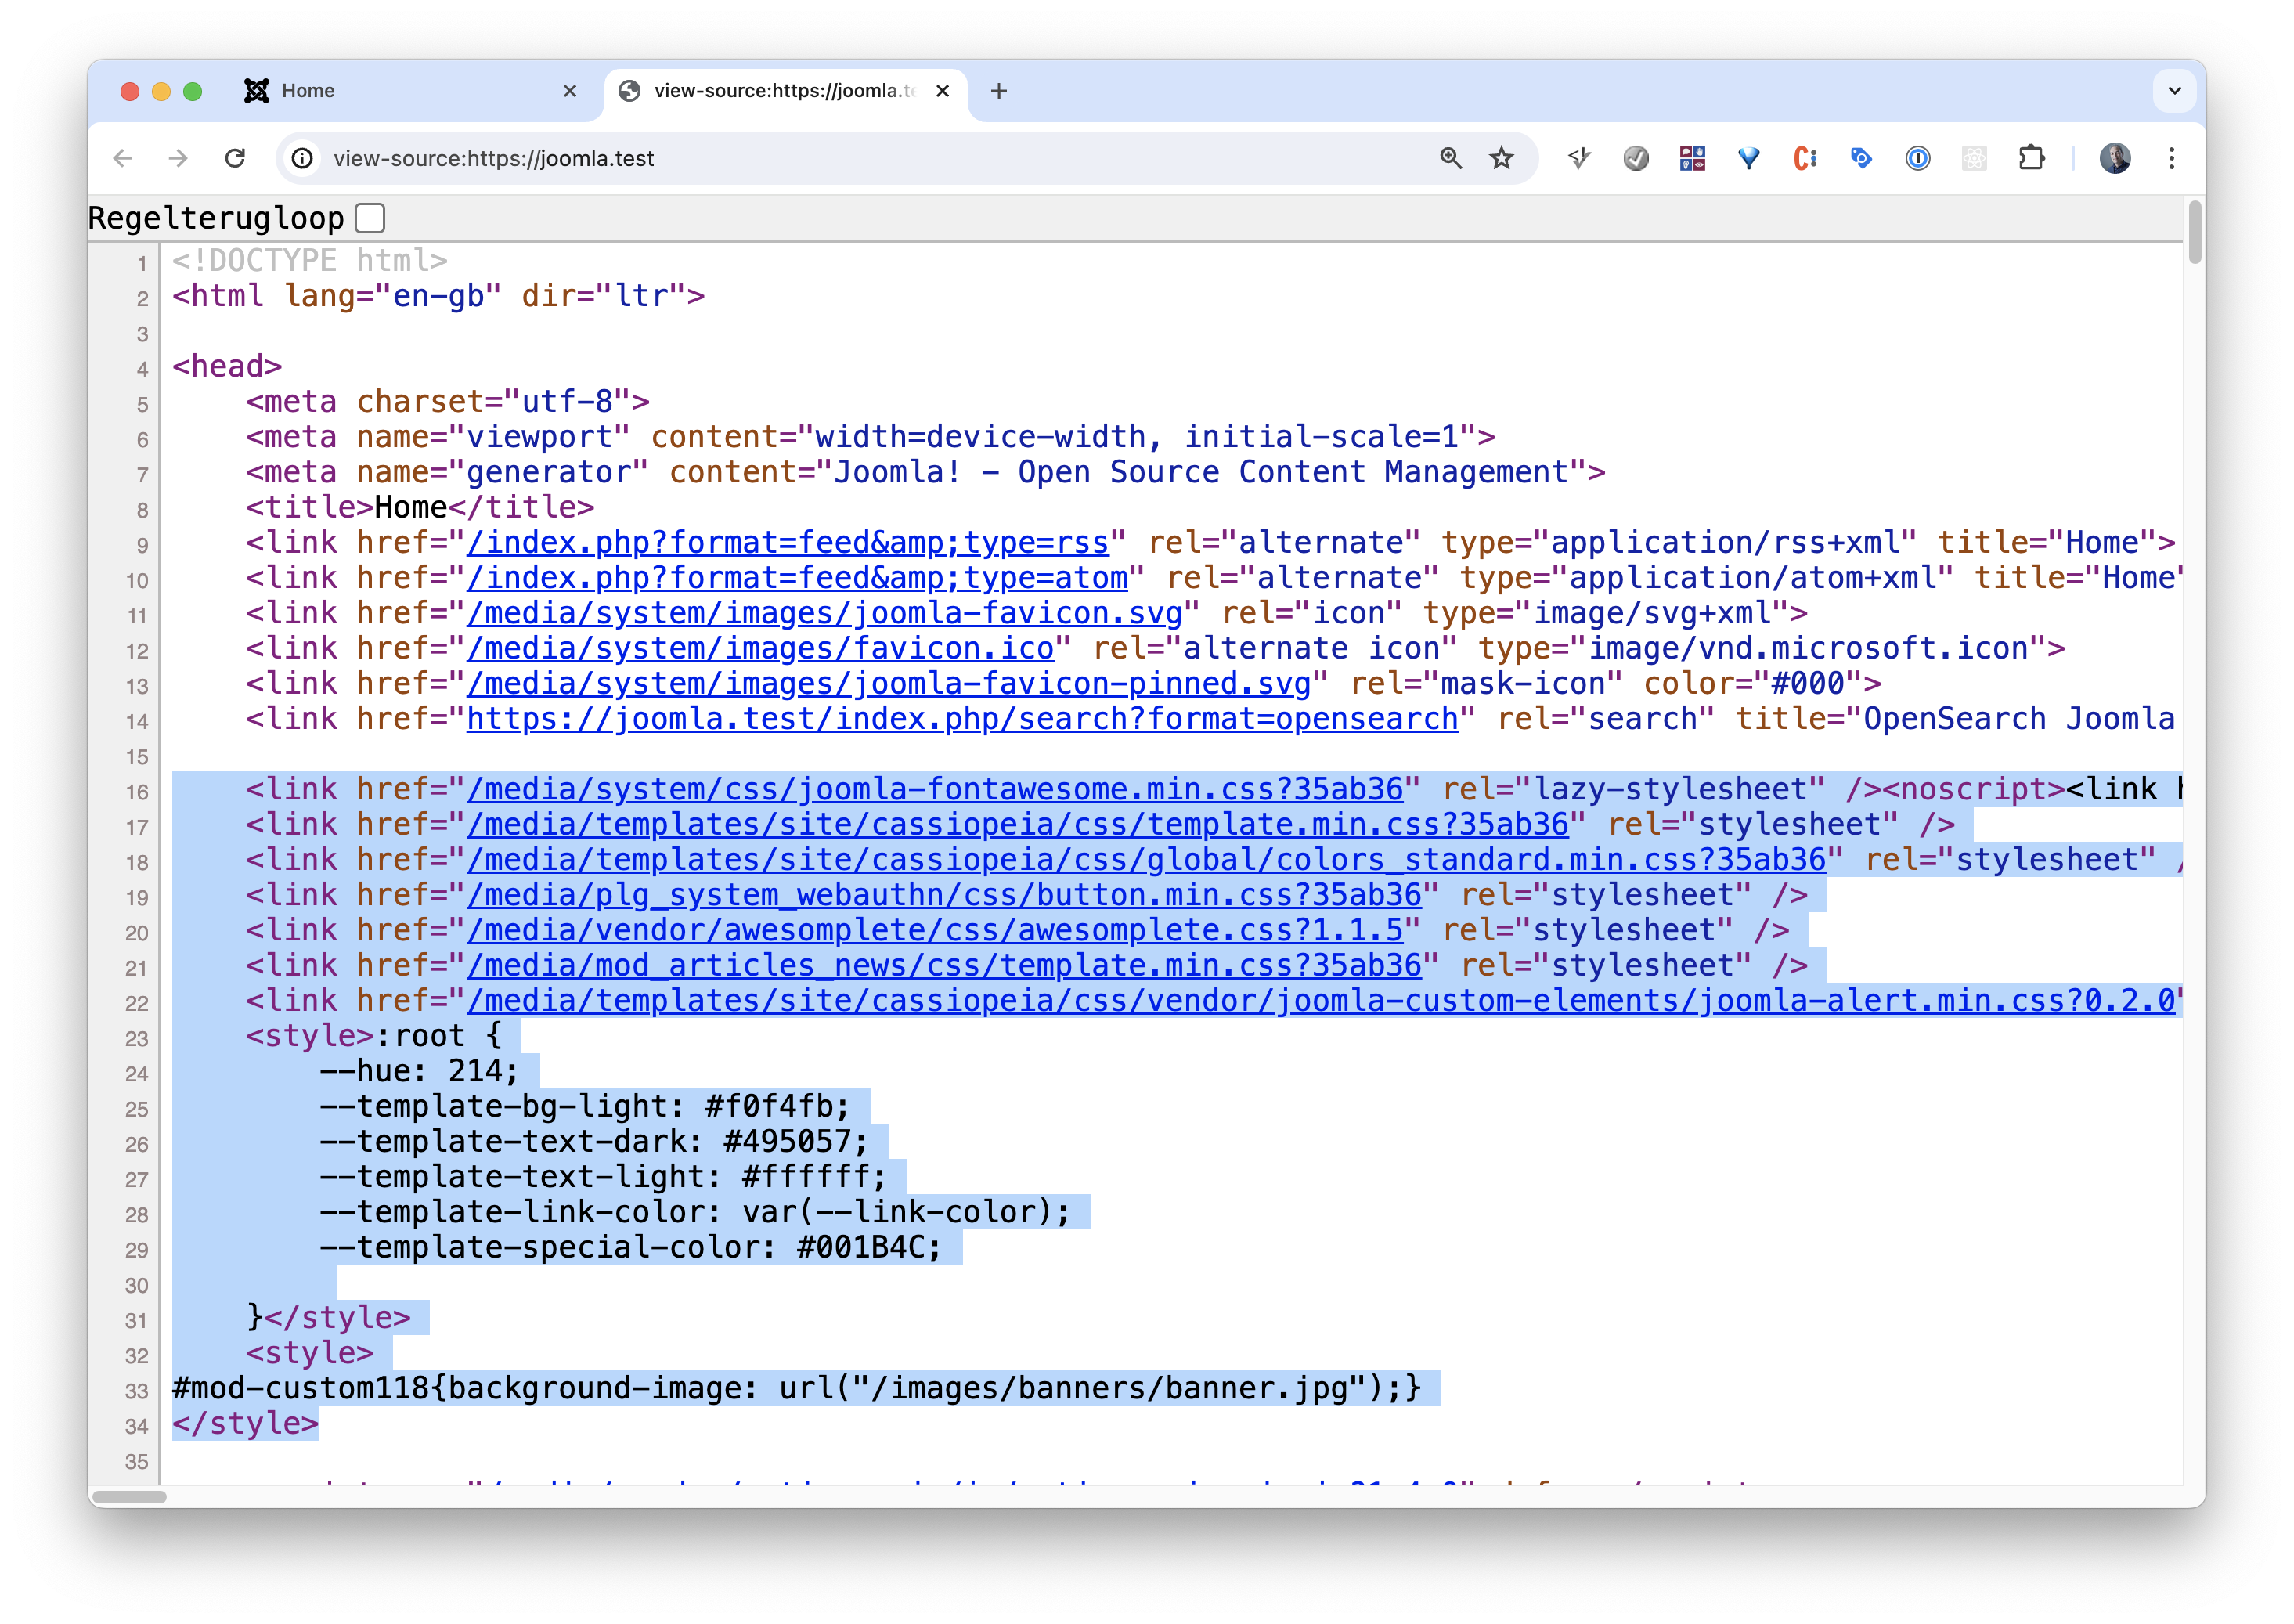 Home
view-source:https://joomla.te
view-source:https://joomla.test
Regelterugloop
1 <!DOCTYPE html>
2 <html lang="en-gb" dir="ltr">
3
4 <head>
5 <meta charset="utf-8">
6 <meta name="viewport" content="width=device-width, initial-scale=1">
7 <meta name="generator" content="Joomla! - Open Source Content Management">
8 <title>Home</title>
9 <link href="/index.php?format=feed&amp;type=rss" rel="alternate" type="application/rss+xml" title="Home">
10 <link href="/index.php?format=feed&amp;type=atom" rel="alternate" type="application/atom+xml" title="Home"
11 <link href="/media/system/images/joomla-favicon.svg" rel="icon" type="image/svg+xml">
12 <link href="/media/system/images/favicon.ico" rel="alternate icon" type="image/vnd.microsoft.icon">
13 <link href="/media/system/images/joomla-favicon-pinned.svg" rel="mask-icon" color="#000">
14 <link href="https://joomla.test/index.php/search?format=opensearch" rel="search" title="OpenSearch Joomla
15
16 <link href="/media/system/css/joomla-fontawesome.min.css?35ab36" rel="lazy-stylesheet" /><noscript><link
17 <link href="/media/templates/site/cassiopeia/css/template.min.css?35ab36" rel="stylesheet" />
18 <link href="/media/templates/site/cassiopeia/css/global/colors_standard.min.css?35ab36" rel="stylesheet" /
19 <link href="/media/plg_system_webauthn/css/button.min.css?35ab36" rel="stylesheet" />
20 <link href="/media/vendor/awesomplete/css/awesomplete.css?1.1.5" rel="stylesheet" />
21 <link href="/media/mod_articles_news/css/template.min.css?35ab36" rel="stylesheet" />
22 <link href="/media/templates/site/cassiopeia/css/vendor/joomla-custom-elements/joomla-alert.min.css?0.2.0"
23 <style>:root {
24 --hue: 214;
25 --template-bg-light: #f0f4fb;
26 --template-text-dark: #495057;
27 --template-text-light: #ffffff;
28 --template-link-color: var(--link-color);
29 --template-special-color: #001B4C;
30
31 }</style>
32 <style>
33 #mod-custom118{background-image: url("/images/banners/banner.jpg");}
34 </style>
35